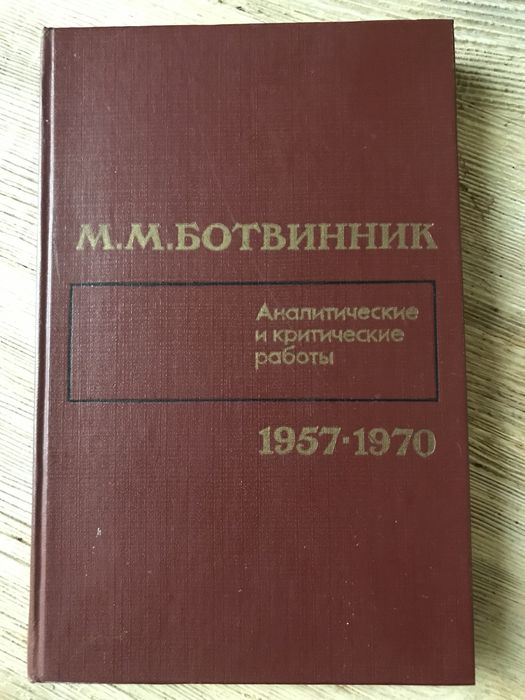 М.М.БОТВИННИК
Аналитические
и критические
работы
1957·1970